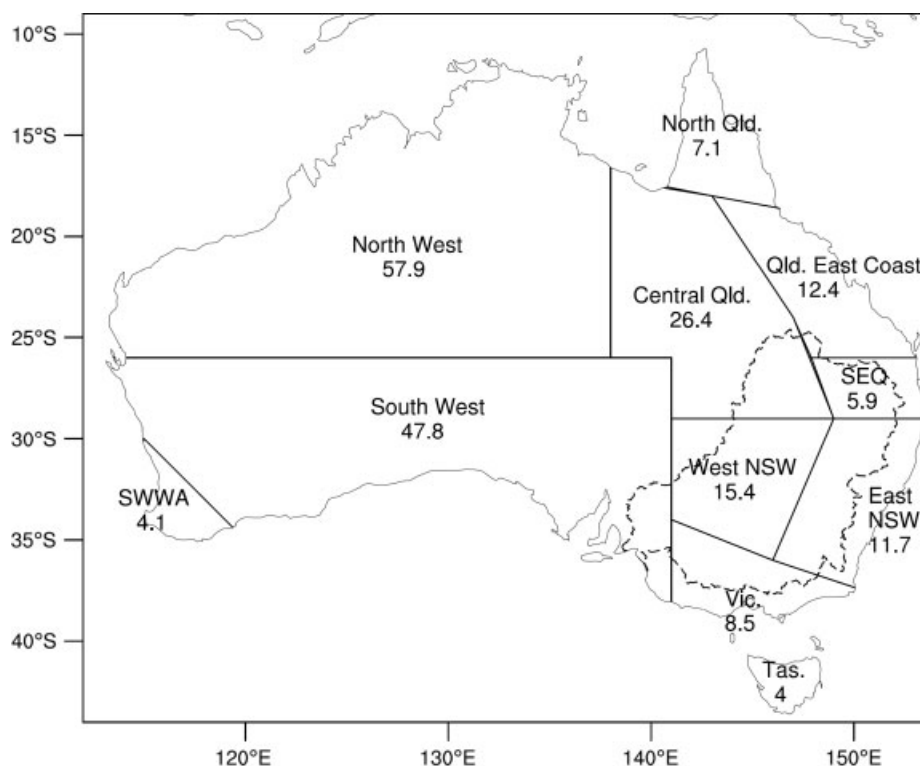 10°S
15°S
20°S
25°S
30°S
35°S
40°S
North Qld.
7.1
North West
57.9
Qld. East Coast
12.4
Central Qld.
26.4
SEQ
5.9
South West
47.8
West NSW
15.4
SWWA
4.1
East
NSW
11.7
Vic.
8.5
Tas.
4
120°E
130°E
140°E
150°E